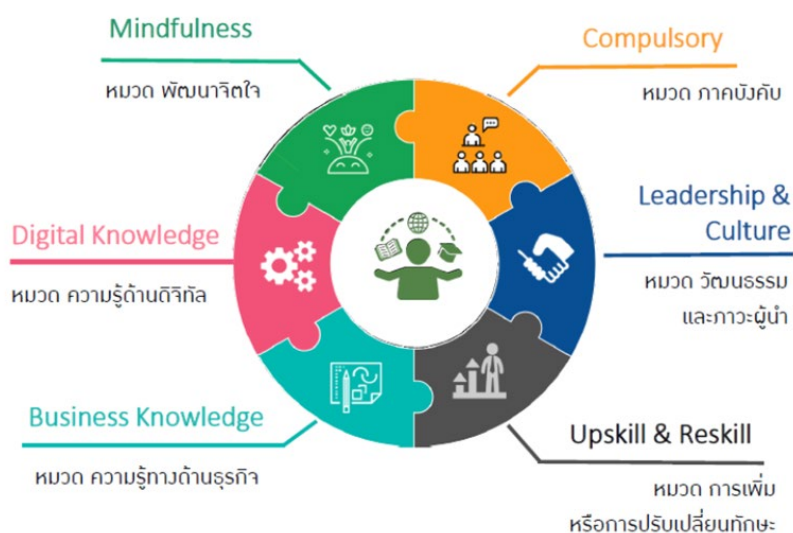 Mindfulness
หมวด พัฒนาจิตใจ
Compulsory
หมวด ภาคบังคับ
Digital Knowledge
หมวด ความรู้ด้านดิจิทัล
Leadership &
Culture
หมวด วัฒนธรรม
และภาวะผู้นำ
Business Knowledge
หมวด ความรู้ทางด้านธุรกิจ
Upskill & Reskill
หมวด การเพิ่ม
หรือการปรับเปลี่ยนทักษะ